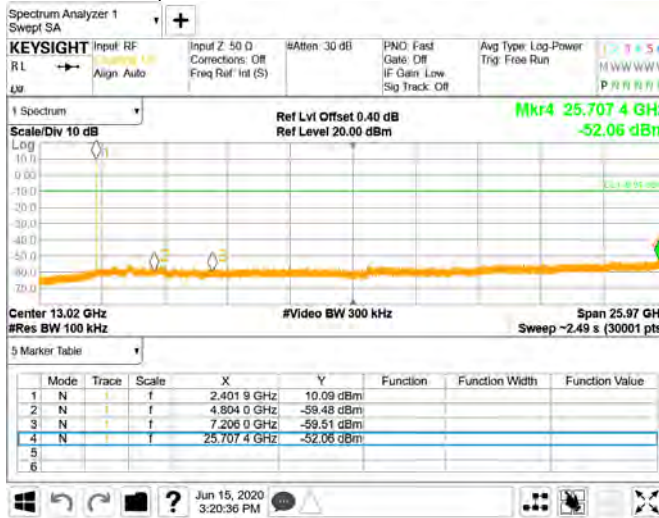 Spectrum Analyzer 1
Swept SA
+
KEYSIGHT
RL
Input: RF
Align: Auto
Input Z: 50 Ω
Corrections: Off
Freq Ref: Int (S)
#Atten: 30 dB
PNO: Fast
Gate: Off
IF Gain: Low
Sig Track: Off
Avg Type: Log-Power
Trig: Free Run
1 Spectrum
Scale/Div 10 dB
Log
Ref Lvl Offset 0.40 dB
Ref Level 20.00 dBm
Mkr4 25.707 4 GHz
-52.06 dBm
10.0
0.00
-10.0
-20.0
-30.0
-40.0
-50.0
-60.0
-70.0
1
2
3
Center 13.02 GHz
#Res BW 100 kHz
#Video BW 300 kHz
Span 25.97 GH
Sweep ~2.49 s (30001 pts
5 Marker Table
Mode Trace Scale X Y Function Function Width Function Value
1 N 1 f 2.401 9 GHz 10.09 dBm
2 N 1 f 4.804 0 GHz -59.48 dBm
3 N 1 f 7.206 0 GHz -59.51 dBm
4 N 1 f 25.707 4 GHz -52.06 dBm
5
6
?
Jun 15, 2020
3:20:36 PM